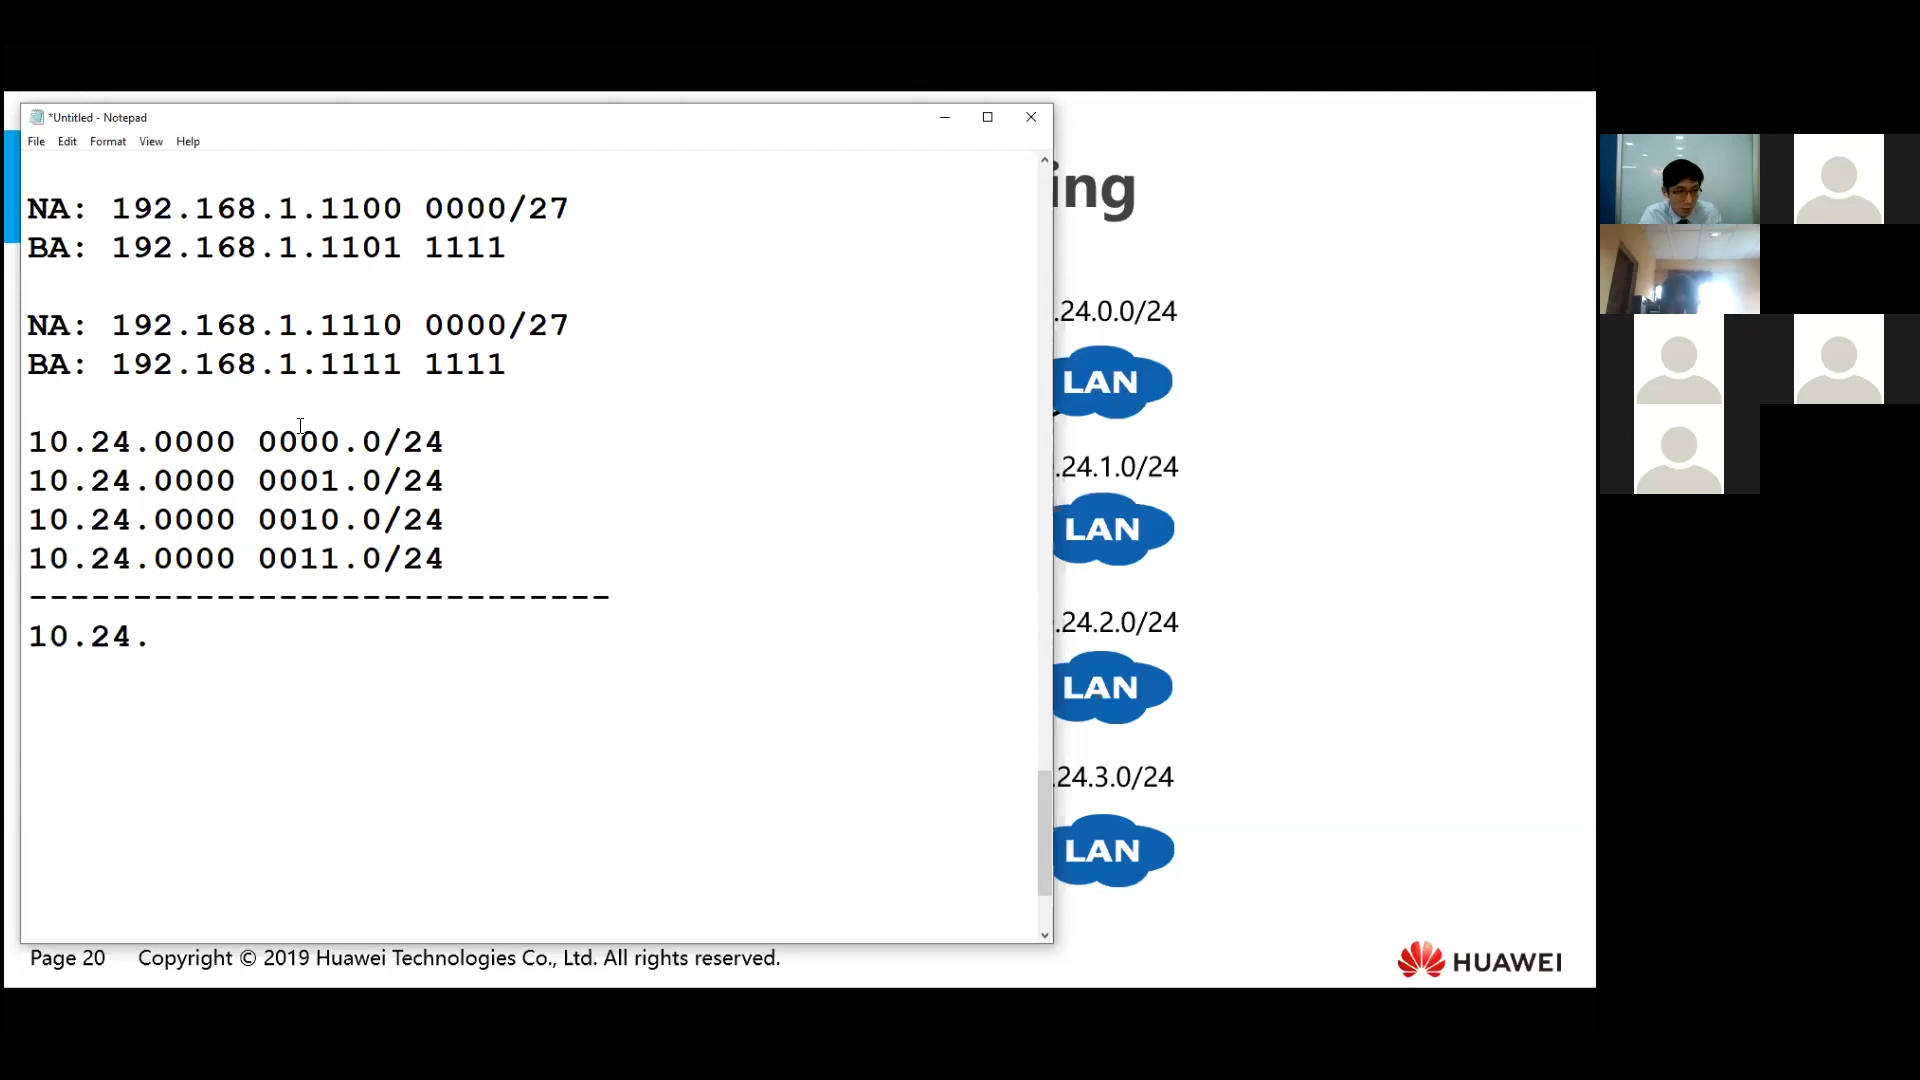 *Untitled - Notepad
File Edit Format View Help
NA: 192.168.1.1100 0000/27
BA: 192.168.1.1101 1111
NA: 192.168.1.1110 0000/27
BA: 192.168.1.1111 1111
10.24.0000 0000.0/24
10.24.0000 0001.0/24
10.24.0000 0010.0/24
10.24.0000 0011.0/24
----------------------------
10.24.
ing
.24.0.0/24
LAN
.24.1.0/24
LAN
.24.2.0/24
LAN
.24.3.0/24
LAN
Page 20 Copyright © 2019 Huawei Technologies Co., Ltd. All rights reserved.
HUAWEI